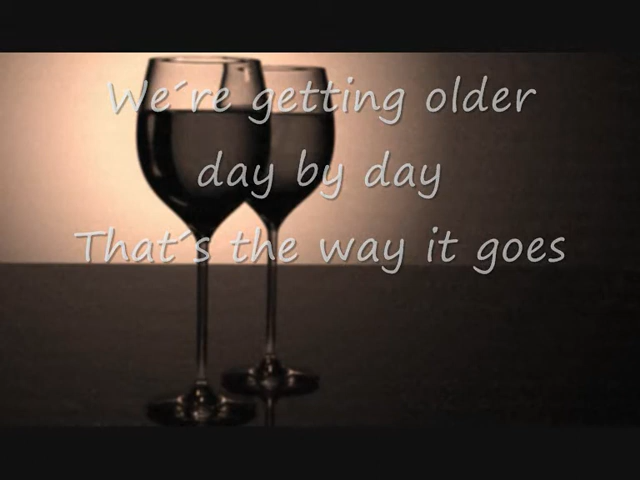 We´re getting older
day by day
That´s the way it goes